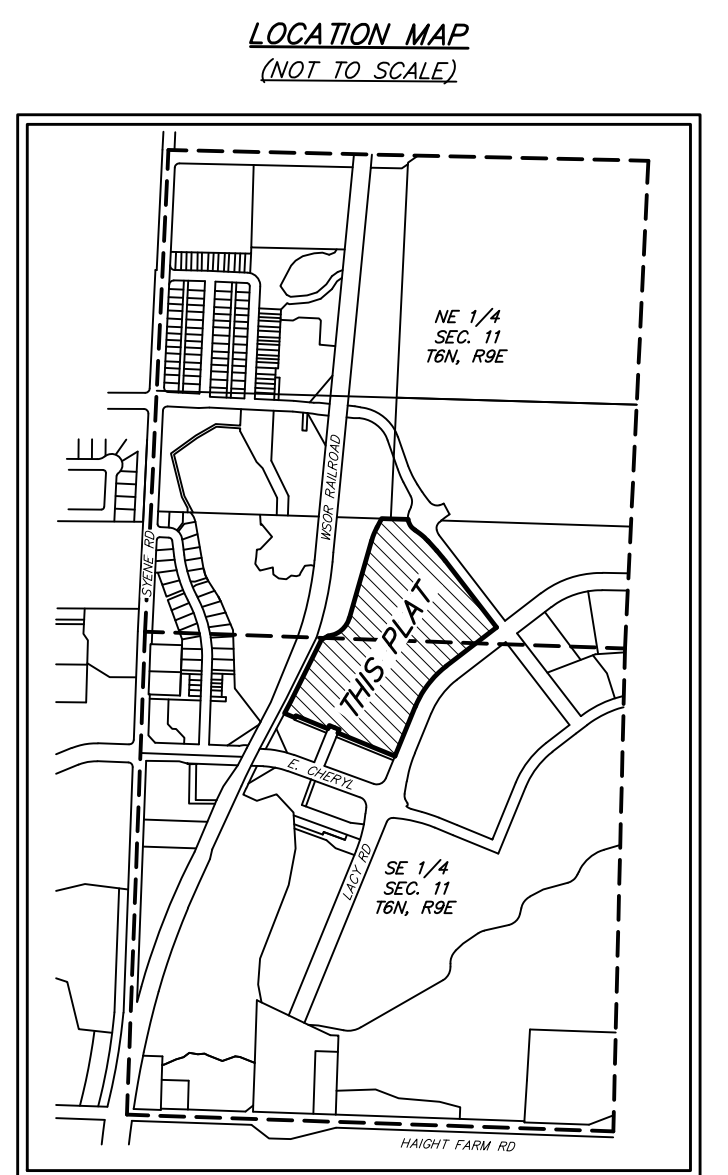 LOCATION MAP
(NOT TO SCALE)
NE 1/4
SEC. 11
T6N, R9E
WSOR RAILROAD
SYENE RD
THIS PLAT
E. CHERYL
LACY RD
SE 1/4
SEC. 11
T6N, R9E
HAIGHT FARM RD